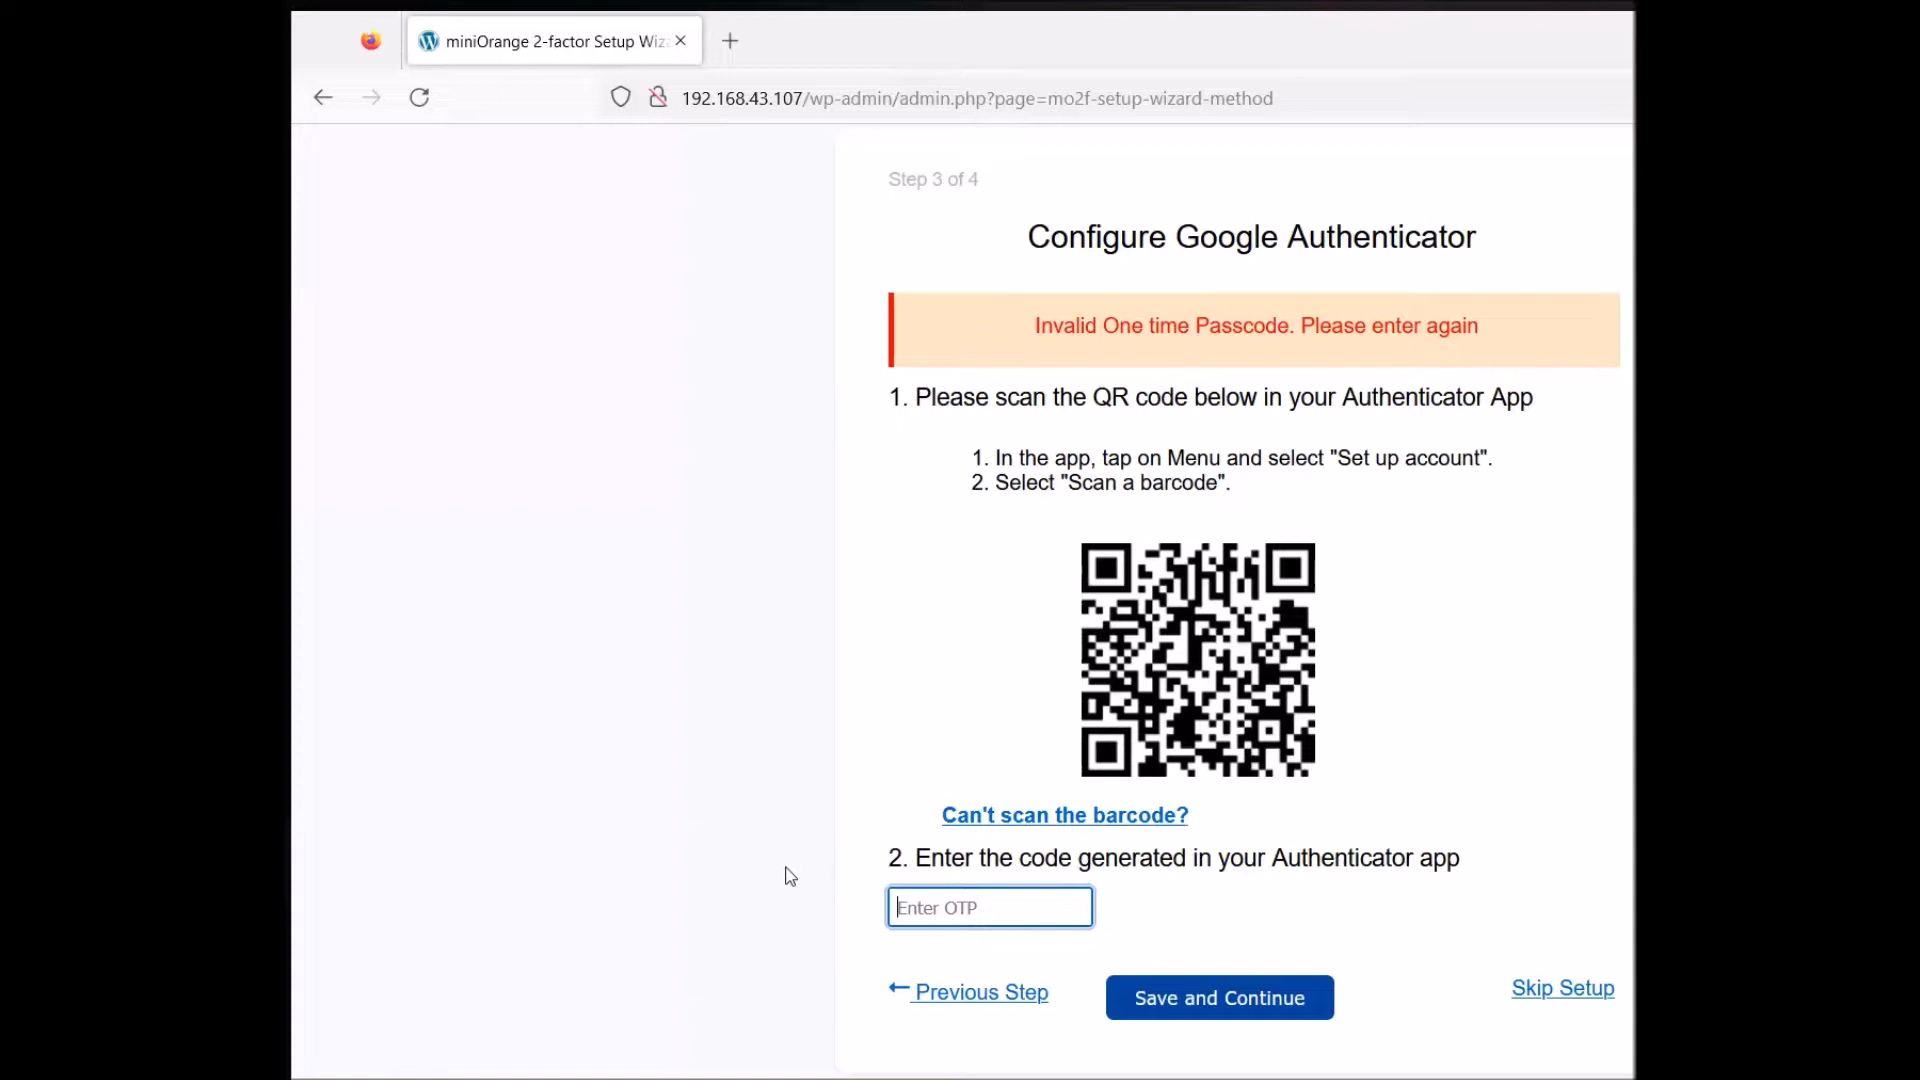 miniOrange 2-factor Setup Wiz
192.168.43.107/wp-admin/admin.php?page=mo2f-setup-wizard-method
Step 3 of 4
Configure Google Authenticator
Invalid One time Passcode. Please enter again
1. Please scan the QR code below in your Authenticator App
1. In the app, tap on Menu and select "Set up account".
2. Select "Scan a barcode".
Can't scan the barcode?
2. Enter the code generated in your Authenticator app
Enter OTP
Previous Step
Save and Continue
Skip Setup